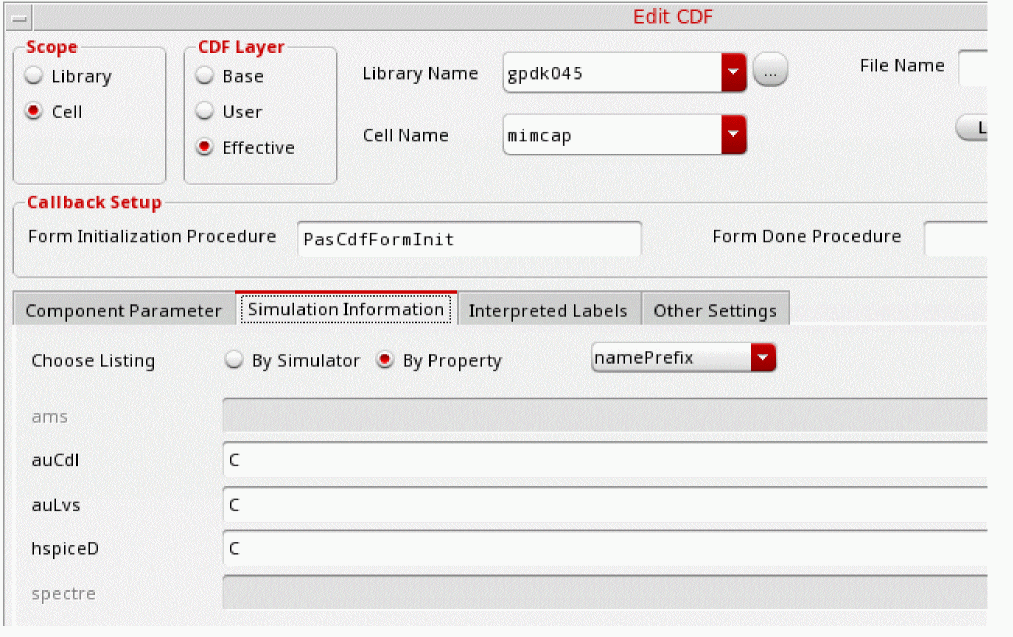 Edit CDF
Scope
Library
Cell
CDF Layer
Base
User
Effective
Library Name gpdk045 ...
Cell Name mimcap
File Name
L
Callback Setup
Form Initialization Procedure PasCdfFormInit Form Done Procedure
Component Parameter Simulation Information Interpreted Labels Other Settings
Choose Listing By Simulator By Property namePrefix
ams
auCdl C
auLvs C
hspiceD C
spectre